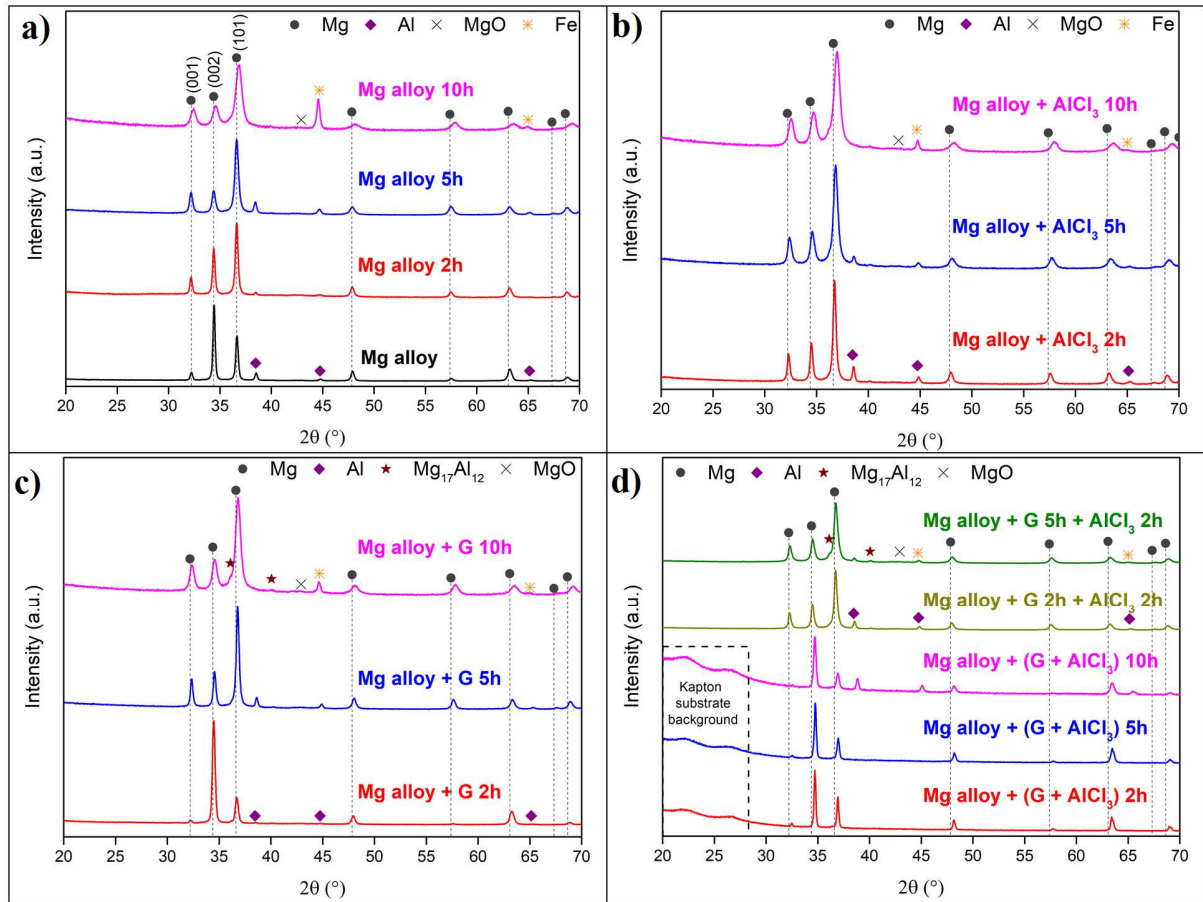 a)
Mg Al MgO Fe
(001)
(002)
(101)
Mg alloy 10h
Mg alloy 5h
Mg alloy 2h
Mg alloy
Intensity (a.u.)
20 25 30 35 40 45 50 55 60 65 70
2θ (°)
b)
Mg Al MgO Fe
Mg alloy + AlCl3 10h
Mg alloy + AlCl3 5h
Mg alloy + AlCl3 2h
Intensity (a.u.)
20 25 30 35 40 45 50 55 60 65 70
2θ (°)
c)
Mg Al Mg17Al12 MgO
Mg alloy + G 10h
Mg alloy + G 5h
Mg alloy + G 2h
Intensity (a.u.)
20 25 30 35 40 45 50 55 60 65 70
2θ (°)
d)
Mg Al Mg17Al12 MgO
Mg alloy + G 5h + AlCl3 2h
Mg alloy + G 2h + AlCl3 2h
Mg alloy + (G + AlCl3) 10h
Kapton
substrate
background
Mg alloy + (G + AlCl3) 5h
Mg alloy + (G + AlCl3) 2h
Intensity (a.u.)
20 25 30 35 40 45 50 55 60 65 70
2θ (°)